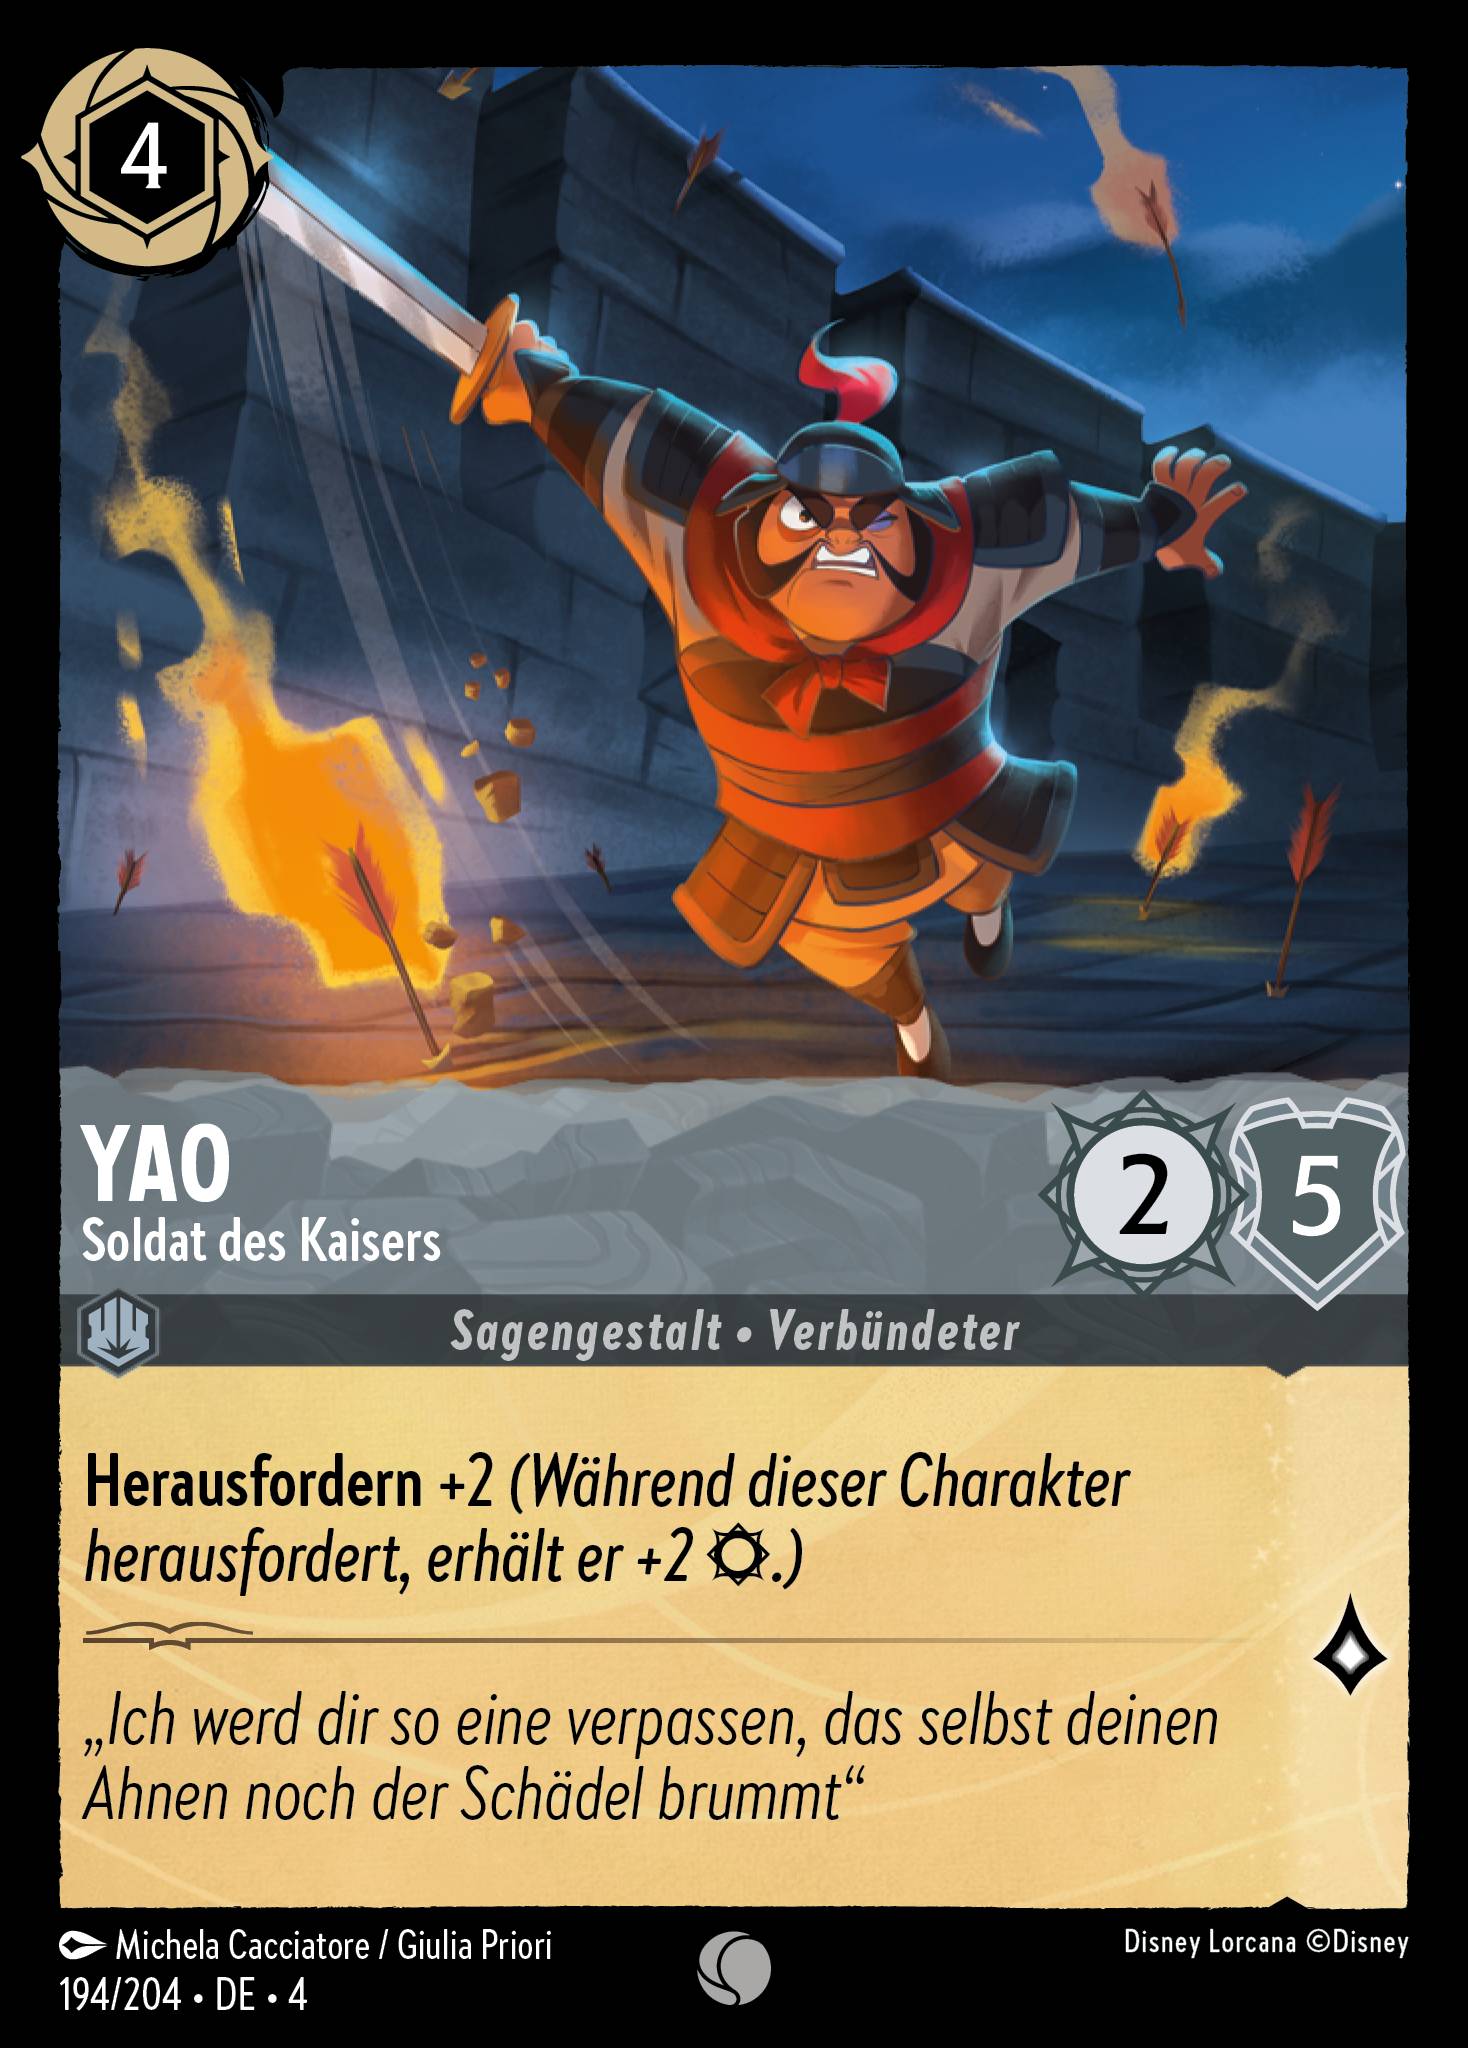 4
YAO
Soldat des Kaisers
2 5
Sagengestalt • Verbündeter
Herausfordern +2 (Während dieser Charakter
herausfordert, erhält er +2 .)
„Ich werd dir so eine verpassen, das selbst deinen
Ahnen noch der Schädel brummt“
Michela Cacciatore / Giulia Priori
Disney Lorcana ©Disney
194/204 • DE • 4